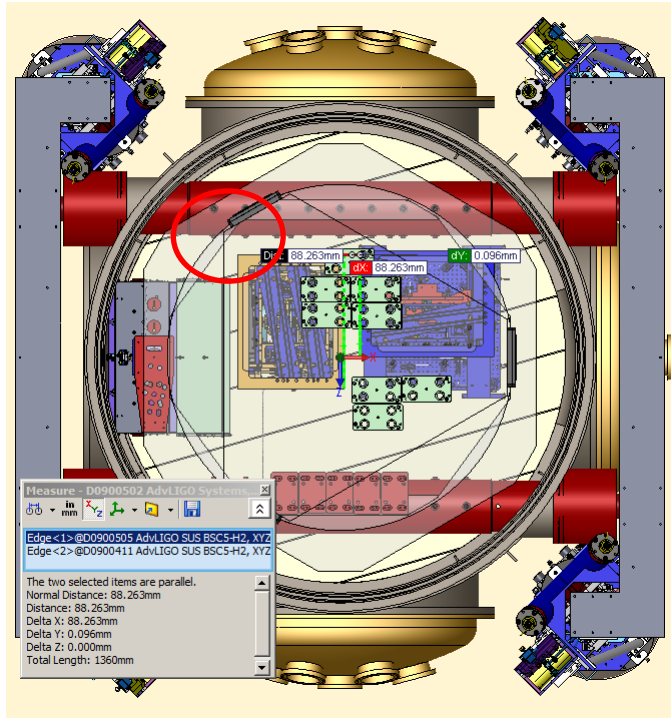 Dist: 88.263mm
dY: 0.096mm
dX: 88.263mm
X
Z
Measure - D0900502 AdvLIGO Systems,
in
mm
XYZ
Edge<1>@D0900505 AdvLIGO SUS BSC5-H2, XYZ
Edge<2>@D0900411 AdvLIGO SUS BSC5-H2, XYZ
The two selected items are parallel.
Normal Distance: 88.263mm
Distance: 88.263mm
Delta X: 88.263mm
Delta Y: 0.096mm
Delta Z: 0.000mm
Total Length: 1360mm